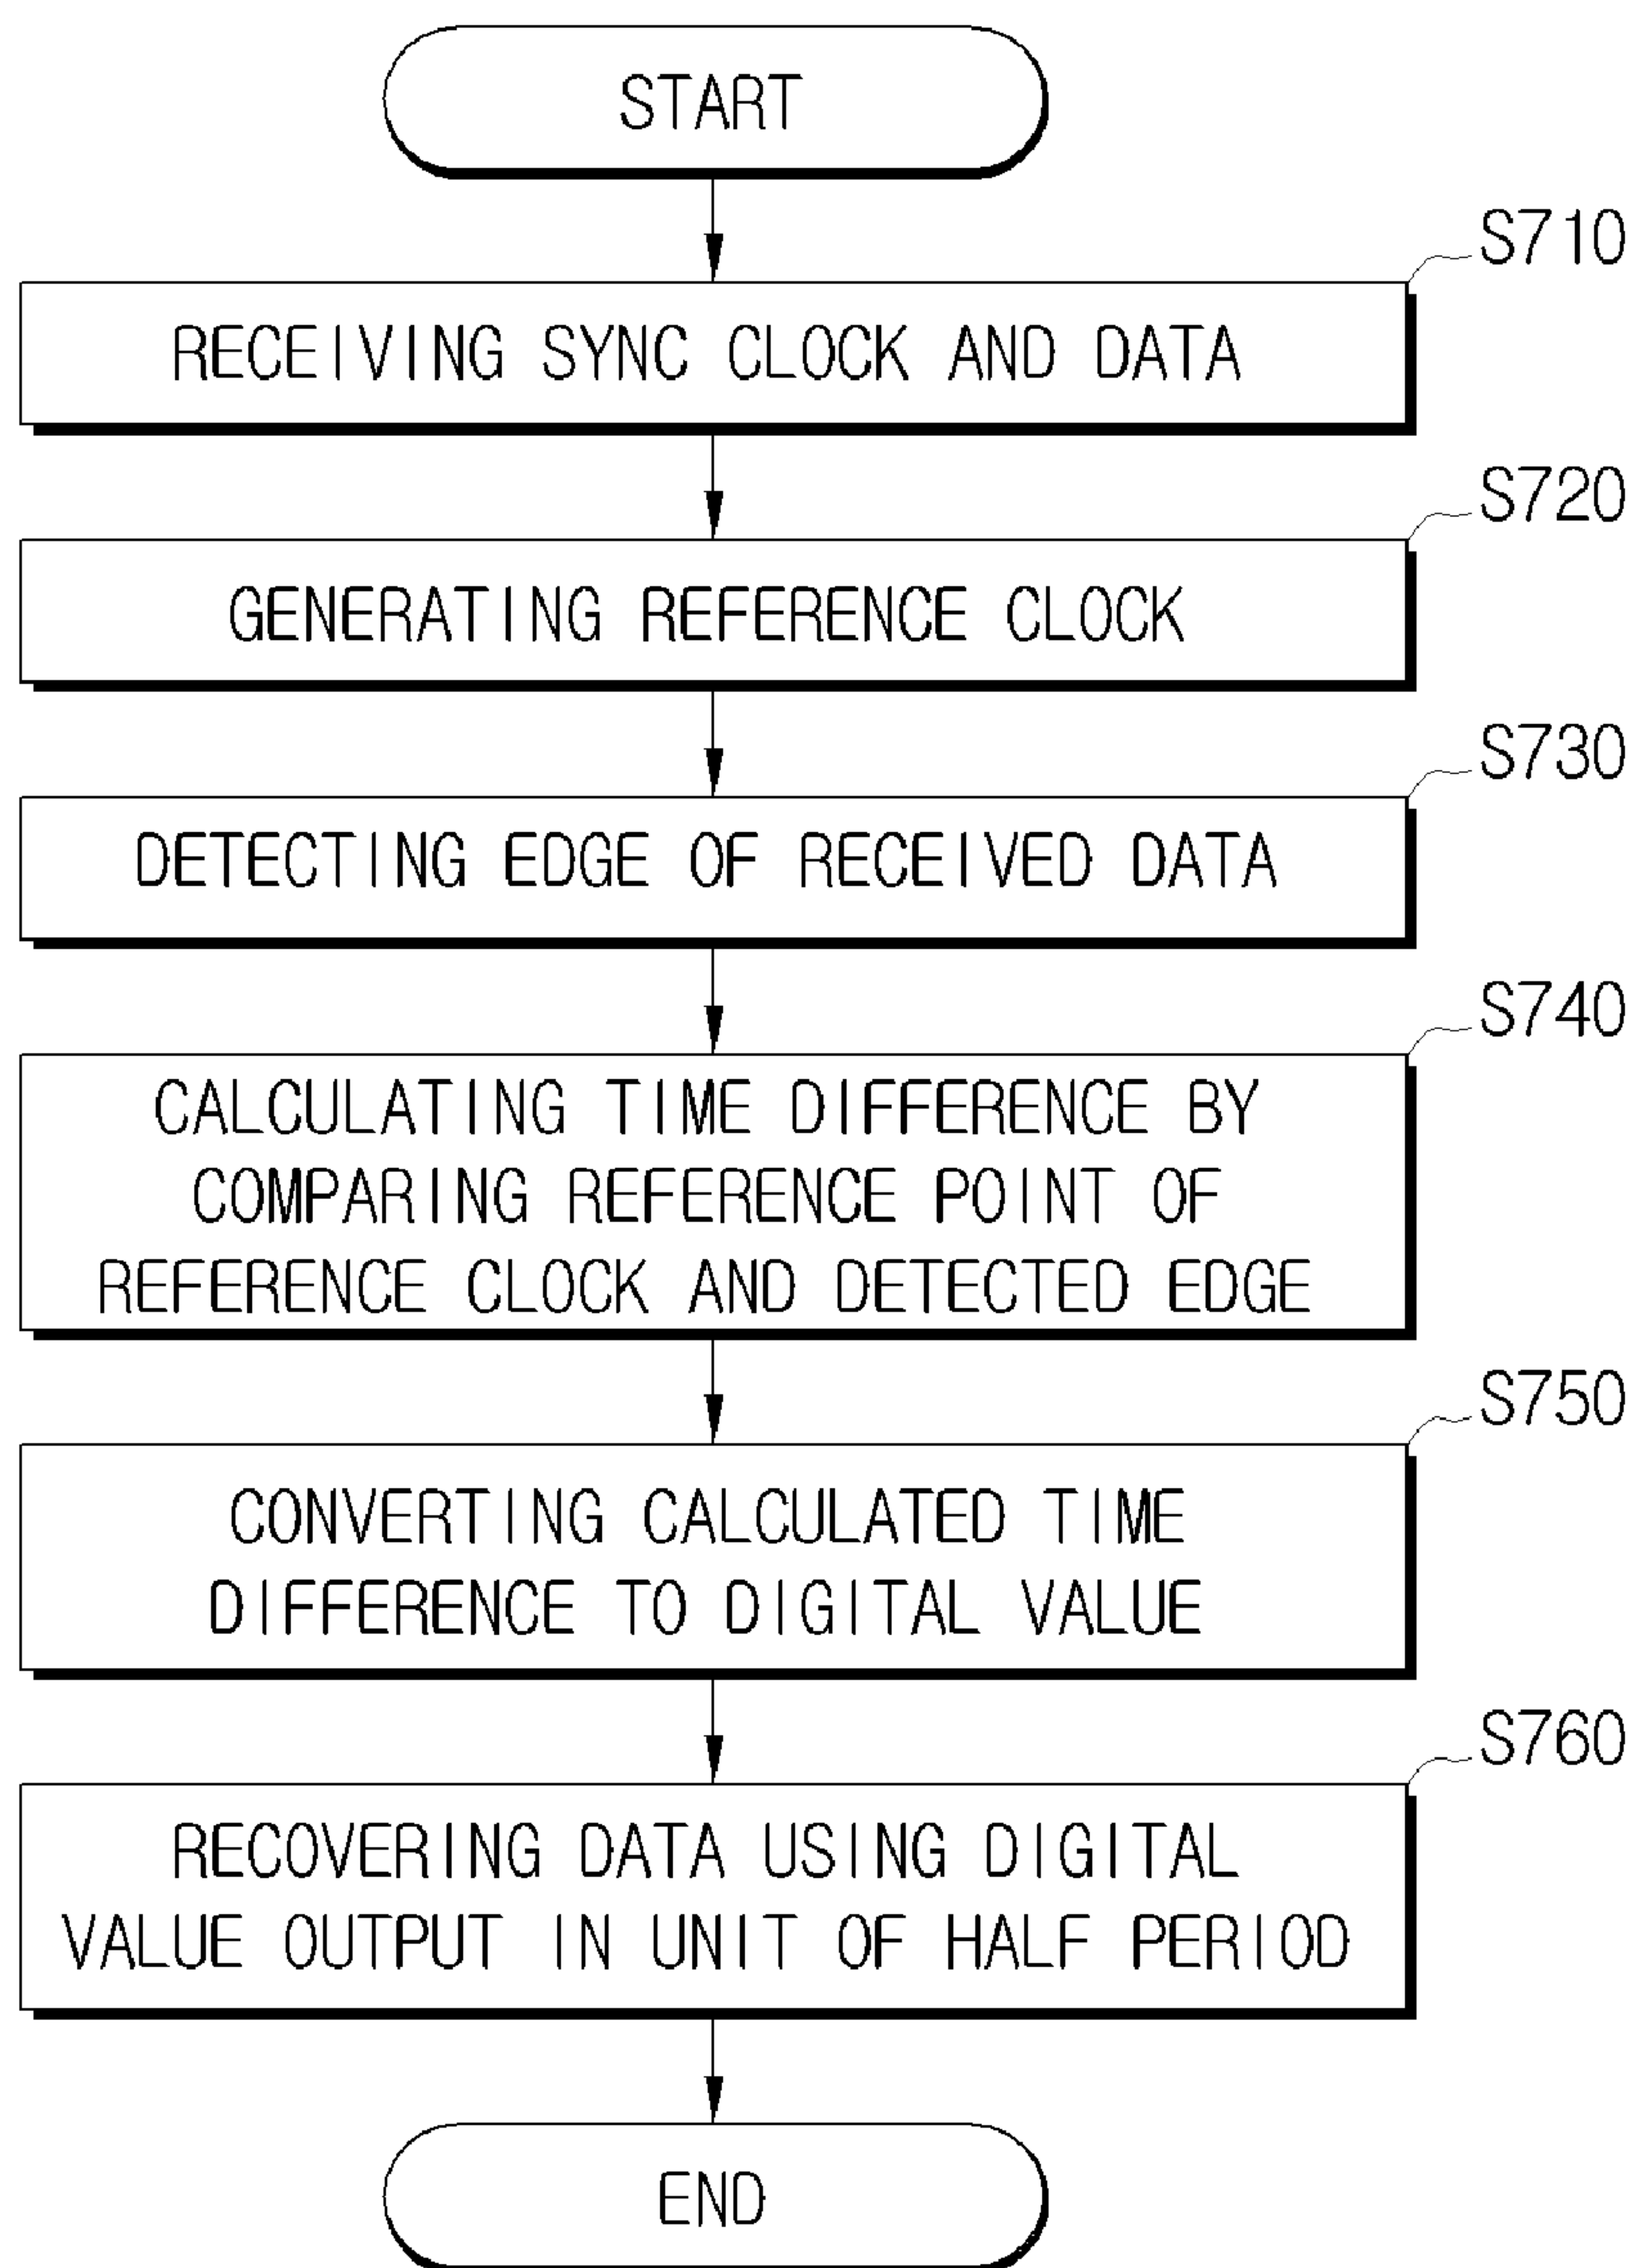 START
S710
RECEIVING SYNC CLOCK AND DATA
S720
GENERATING REFERENCE CLOCK
S730
DETECTING EDGE OF RECEIVED DATA
S740
CALCULATING TIME DIFFERENCE BY
COMPARING REFERENCE POINT OF
REFERENCE CLOCK AND DETECTED EDGE
S750
CONVERTING CALCULATED TIME
DIFFERENCE TO DIGITAL VALUE
S760
RECOVERING DATA USING DIGITAL
VALUE OUTPUT IN UNIT OF HALF PERIOD
END